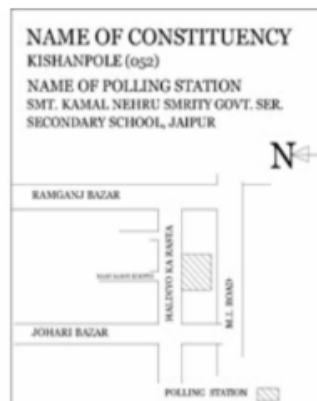 NAME OF CONSTITUENCY
KISHANPOLE (052)
NAME OF POLLING STATION
SMT. KAMAL NEHRU SMRITY GOVT. SER.
SECONDARY SCHOOL, JAIPUR
N
RAMGANJ BAZAR
HALDIYO KA RASTA
M.I. ROAD
JOHARI BAZAR
POLLING STATION